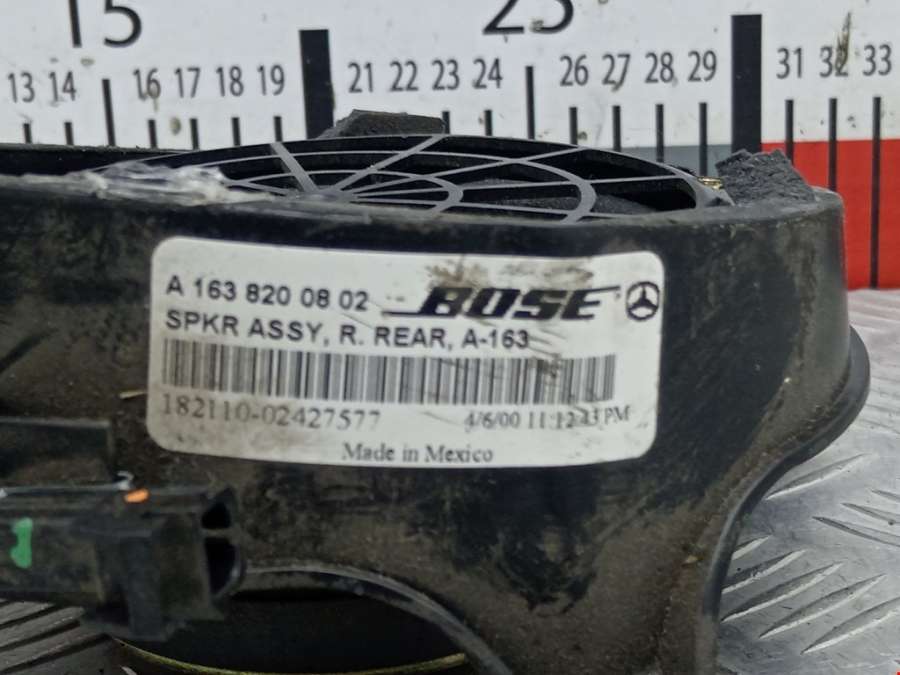 15 25
13 14 16 17 18 19 21 22 23 24 26 27 28 29 31 32 33
A 163 820 08 02 BOSE
SPKR ASSY, R. REAR, A-163
182110-02427577 4/6/00 11:12:43 PM
Made in Mexico